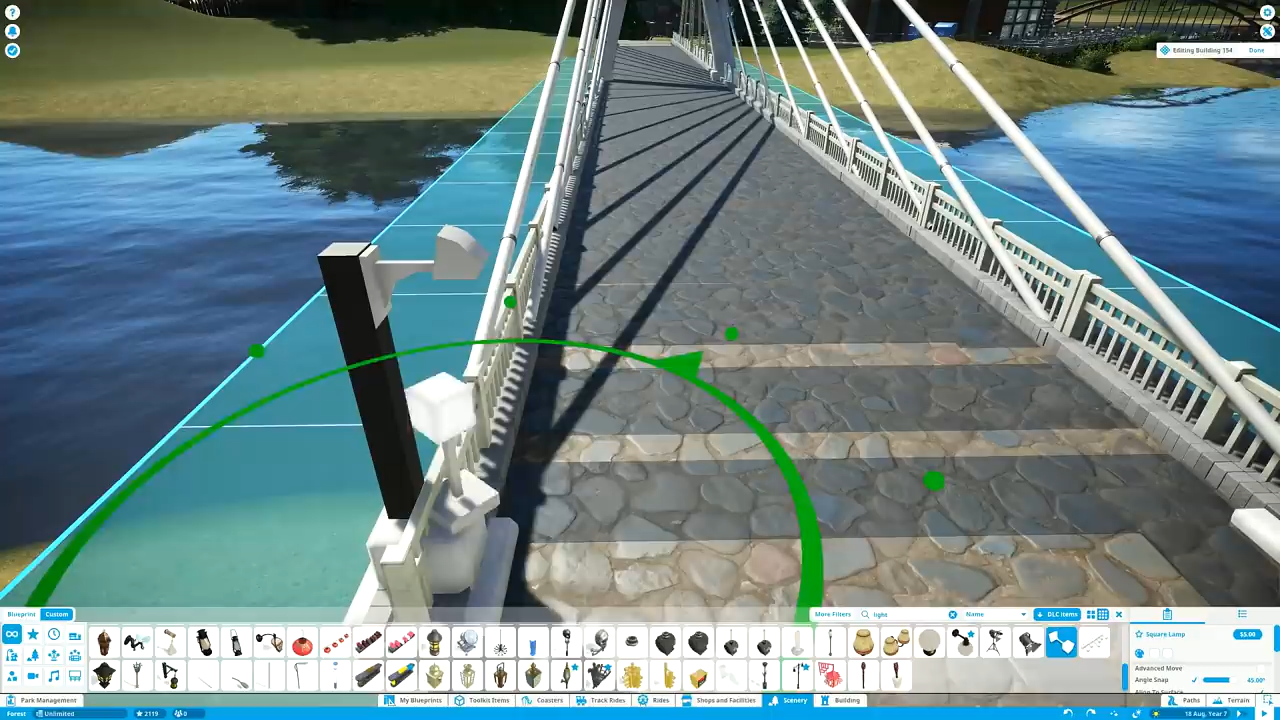 ?
Editing Building 154 Done
Blueprint Custom
More Filters light Name DLC Items
Square Lamp $5.00
Advanced Move
Angle Snap 45.00°
Align To Surface
Park Management My Blueprints Toolkit Items Coasters Track Rides Rides Shops and Facilities Scenery Building Paths Terrain
Forest Unlimited 2119 0 18 Aug, Year 7